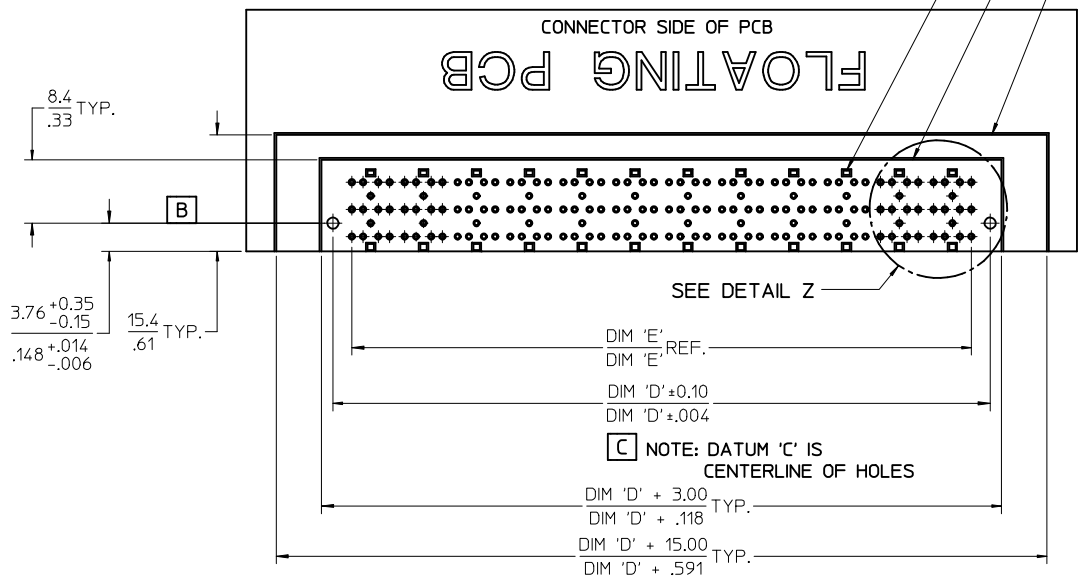 CONNECTOR SIDE OF PCB
FLOATING PCB
8.4
.33
TYP.
B
3.76 +0.35
-0.15
.148 +.014
-.006
15.4
.61
TYP.
SEE DETAIL Z
DIM 'E'
DIM 'E'
REF.
DIM 'D' ±0.10
DIM 'D' ±.004
C NOTE: DATUM 'C' IS
CENTERLINE OF HOLES
DIM 'D' + 3.00
DIM 'D' + .118
TYP.
DIM 'D' + 15.00
DIM 'D' + .591
TYP.